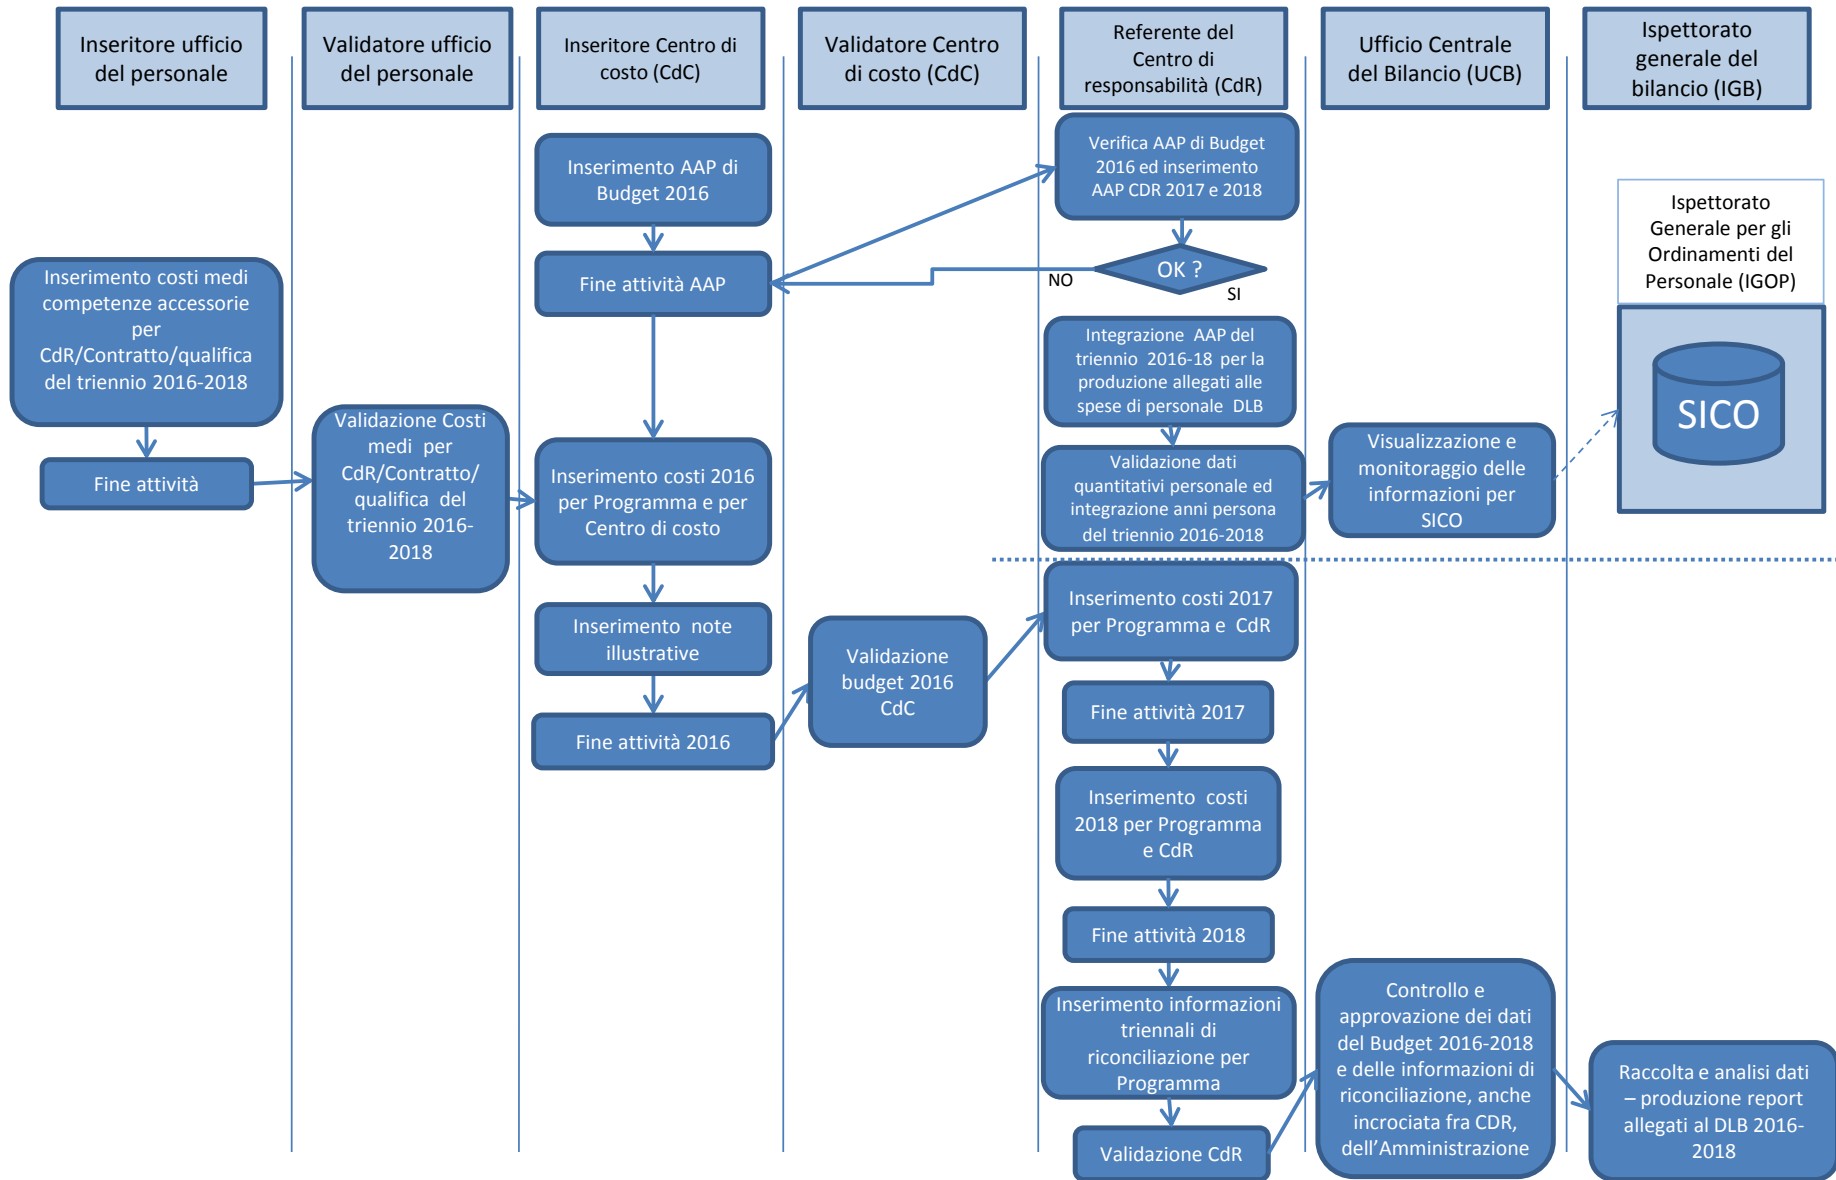 Inseritore ufficio
del personale
Validatore ufficio
del personale
Inseritore Centro di
costo (CdC)
Validatore Centro
di costo (CdC)
Referente del
Centro di
responsabilità (CdR)
Ufficio Centrale
del Bilancio (UCB)
Ispettorato
generale del
bilancio (IGB)
Inserimento AAP di
Budget 2016
Verifica AAP di Budget
2016 ed inserimento
AAP CDR 2017 e 2018
Fine attività AAP
OK ?
NO
SI
Ispettorato
Generale per gli
Ordinamenti del
Personale (IGOP)
SICO
Inserimento costi medi
competenze accessorie
per
CdR/Contratto/qualifica
del triennio 2016-2018
Fine attività
Validazione Costi
medi per
CdR/Contratto/
qualifica del
triennio 2016-
2018
Inserimento costi 2016
per Programma e per
Centro di costo
Integrazione AAP del
triennio 2016-18 per la
produzione allegati alle
spese di personale DLB
Validazione dati
quantitativi personale ed
integrazione anni persona
del triennio 2016-2018
Visualizzazione e
monitoraggio delle
informazioni per
SICO
Inserimento note
illustrative
Fine attività 2016
Validazione
budget 2016
CdC
Inserimento costi 2017
per Programma e CdR
Fine attività 2017
Inserimento costi
2018 per Programma
e CdR
Fine attività 2018
Inserimento informazioni
triennali di
riconciliazione per
Programma
Validazione CdR
Controllo e
approvazione dei dati
del Budget 2016-2018
e delle informazioni di
riconciliazione, anche
incrociata fra CDR,
dell'Amministrazione
Raccolta e analisi dati
– produzione report
allegati al DLB 2016-
2018